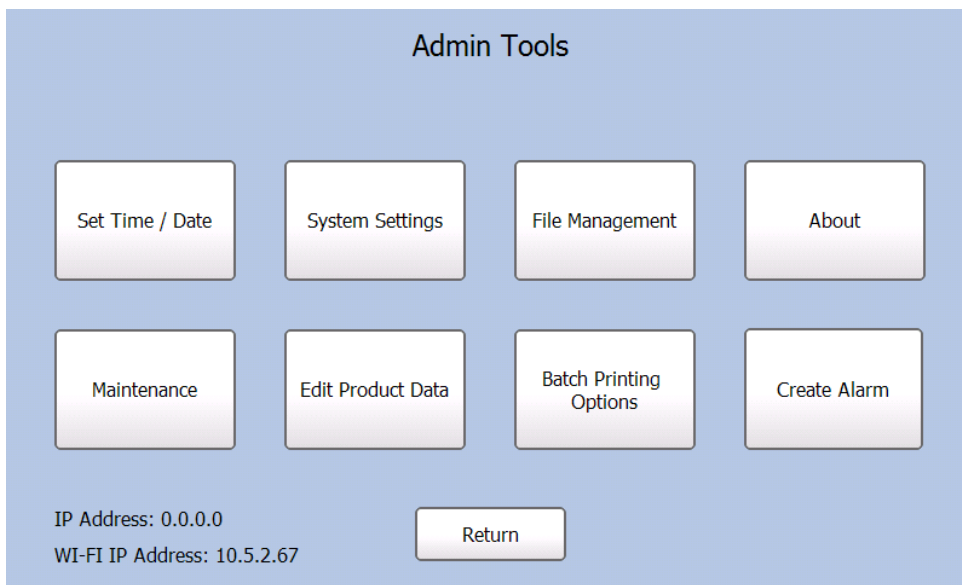 Admin Tools
Set Time / Date
System Settings
File Management
About
Maintenance
Edit Product Data
Batch Printing
Options
Create Alarm
IP Address: 0.0.0.0
WI-FI IP Address: 10.5.2.67
Return